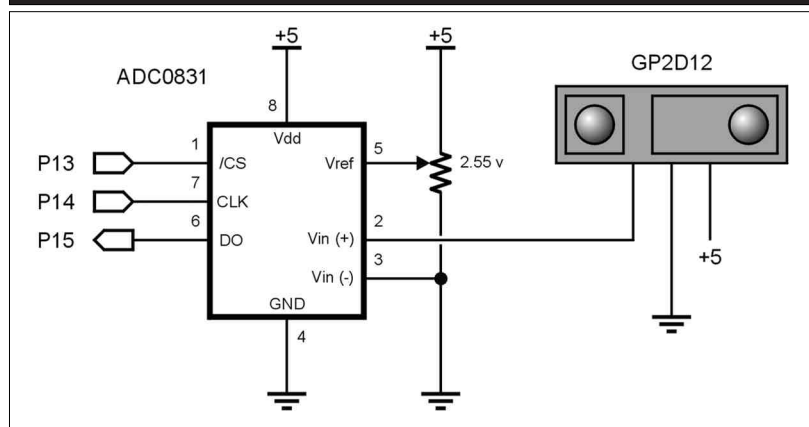 +5
+5
GP2D12
ADC0831
8
Vdd
P13
1
/CS
Vref
5
2.55 v
P14
7
CLK
P15
6
DO
Vin (+)
2
Vin (-)
3
+5
GND
4